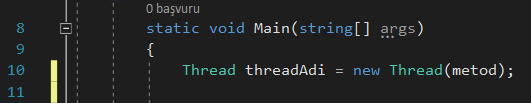 0 başvuru
8 static void Main(string[] args)
9 {
10 Thread threadAdi = new Thread(metod);
11